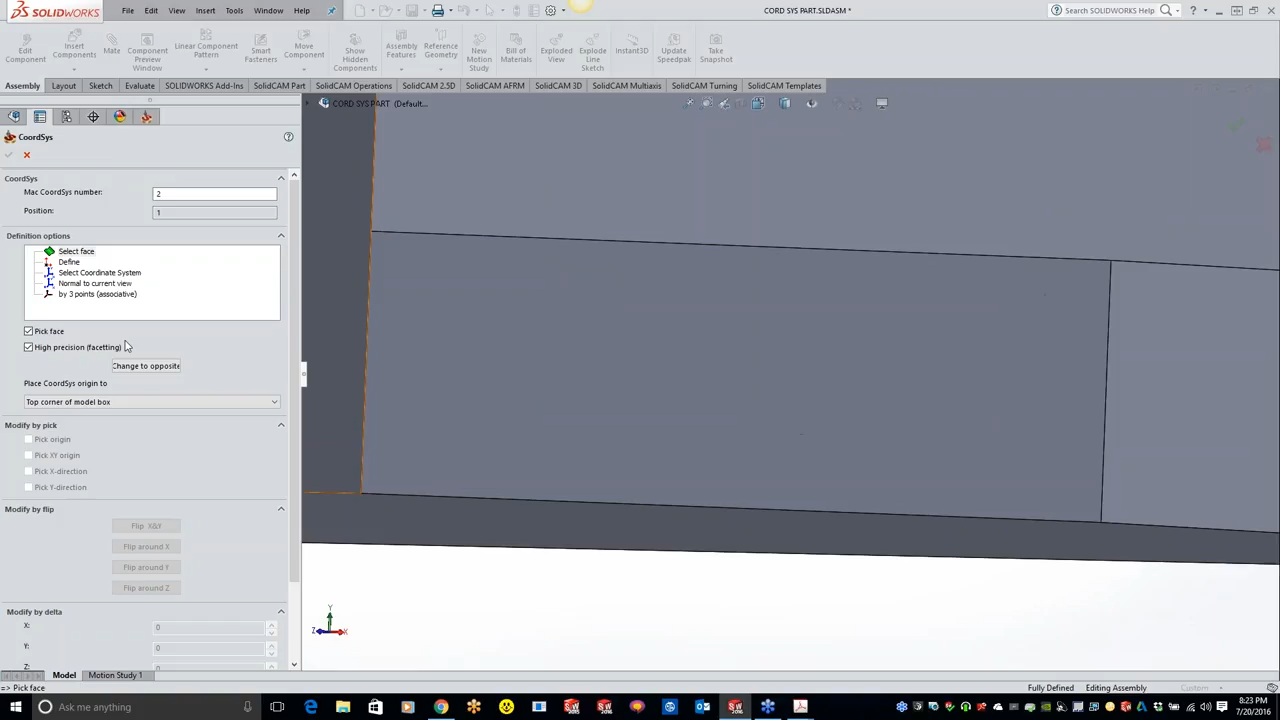 SOLIDWORKS File Edit View Insert Tools Window Help CORD SYS PART.SLDASM * Search SOLIDWORKS Help
Edit Component
Insert Components
Mate
Component Preview Window
Linear Component Pattern
Smart Fasteners
Move Component
Show Hidden Components
Assembly Features
Reference Geometry
New Motion Study
Bill of Materials
Exploded View
Explode Line Sketch
Instant3D
Update Speedpak
Take Snapshot
Assembly Layout Sketch Evaluate SOLIDWORKS Add-Ins SolidCAM Part SolidCAM Operations SolidCAM 2.5D SolidCAM AFRM SolidCAM 3D SolidCAM Multiaxis SolidCAM Turning SolidCAM Templates
CORD SYS PART (Default...
CoordSys
CoordSys
Mac CoordSys number: 2
Position: 1
Definition options
Select face
Define
Select Coordinate System
Normal to current view
by 3 points (associative)
Pick face
High precision (facetting)
Change to opposite
Place CoordSys origin to
Top corner of model box
Modify by pick
Pick origin
Pick XY origin
Pick X-direction
Pick Y-direction
Modify by flip
Flip X&Y
Flip around X
Flip around Y
Flip around Z
Modify by delta
X: 0
Y: 0
Z: 0
Y
Z X
Model Motion Study 1
=> Pick face Fully Defined Editing Assembly Custom
Ask me anything
8:23 PM
7/20/2016